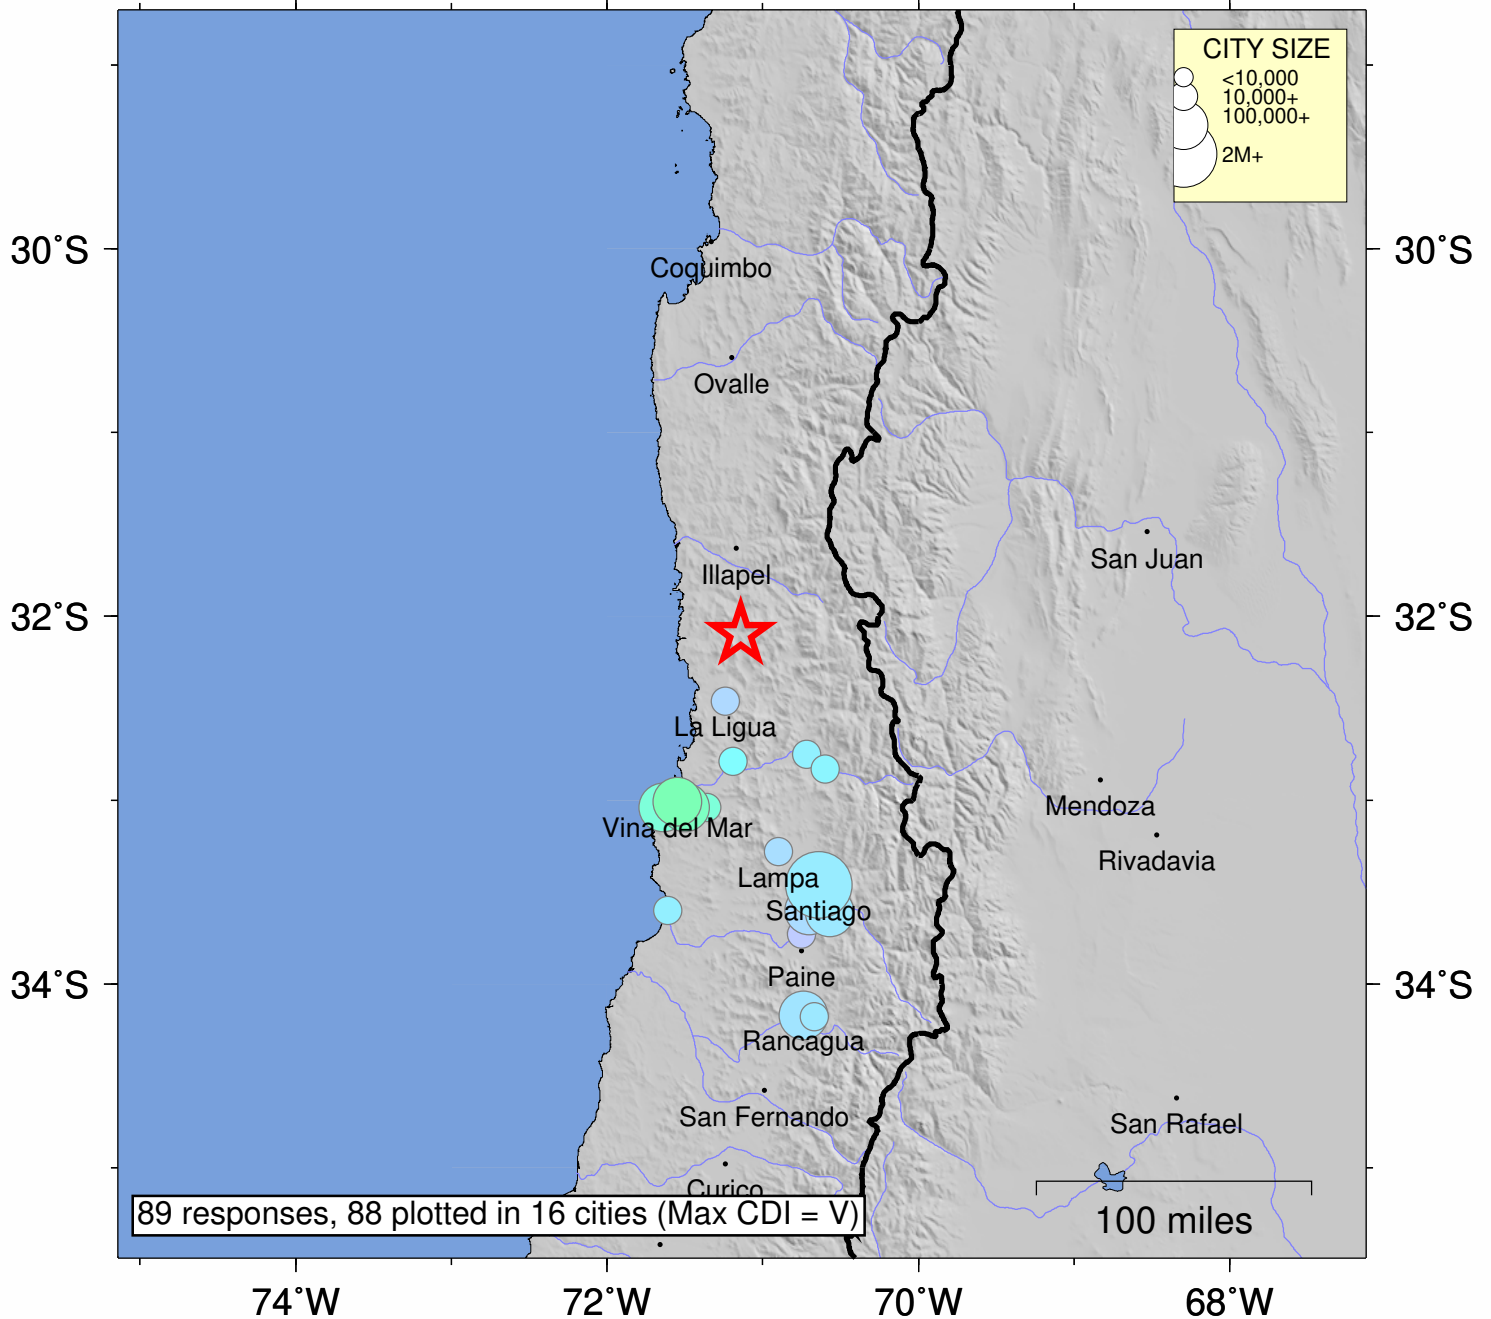 CITY SIZE
<10,000
10,000+
100,000+
2M+
30˚S
30˚S
Coquimbo
Ovalle
San Juan
Illapel
32˚S
32˚S
La Ligua
Mendoza
Vina del Mar
Rivadavia
Lampa
Santiago
Paine
34˚S
34˚S
Rancagua
San Fernando
San Rafael
Curico
89 responses, 88 plotted in 16 cities (Max CDI = V)
100 miles
74˚W
72˚W
70˚W
68˚W